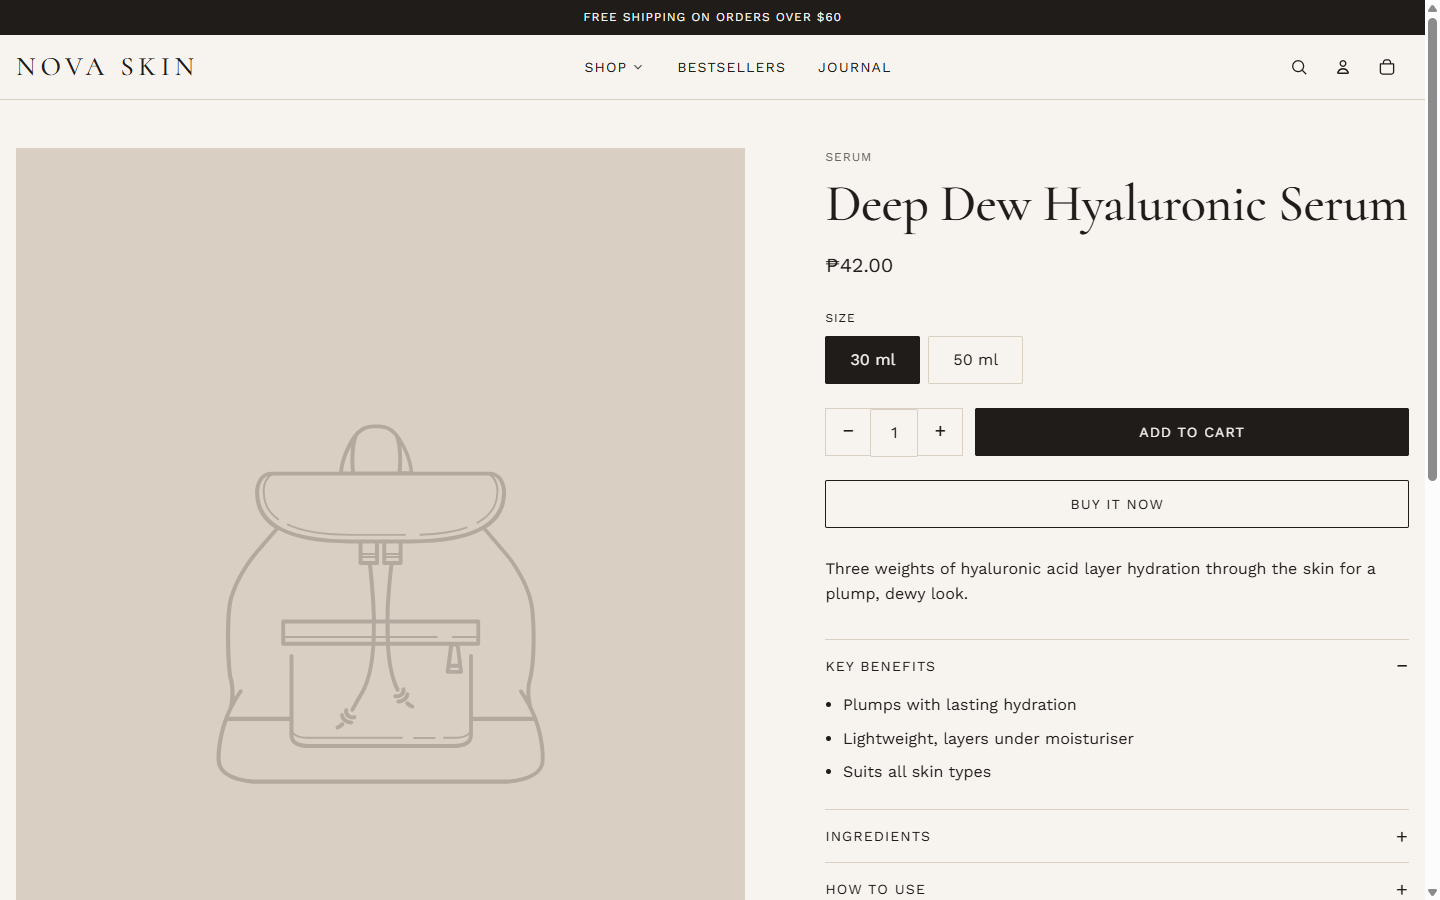 FREE SHIPPING ON ORDERS OVER $60
NOVA SKIN
SHOP
BESTSELLERS
JOURNAL
SERUM
Deep Dew Hyaluronic Serum
₱42.00
SIZE
30 ml
50 ml
− 1 +
ADD TO CART
BUY IT NOW
Three weights of hyaluronic acid layer hydration through the skin for a
plump, dewy look.
KEY BENEFITS −
• Plumps with lasting hydration
• Lightweight, layers under moisturiser
• Suits all skin types
INGREDIENTS +
HOW TO USE +